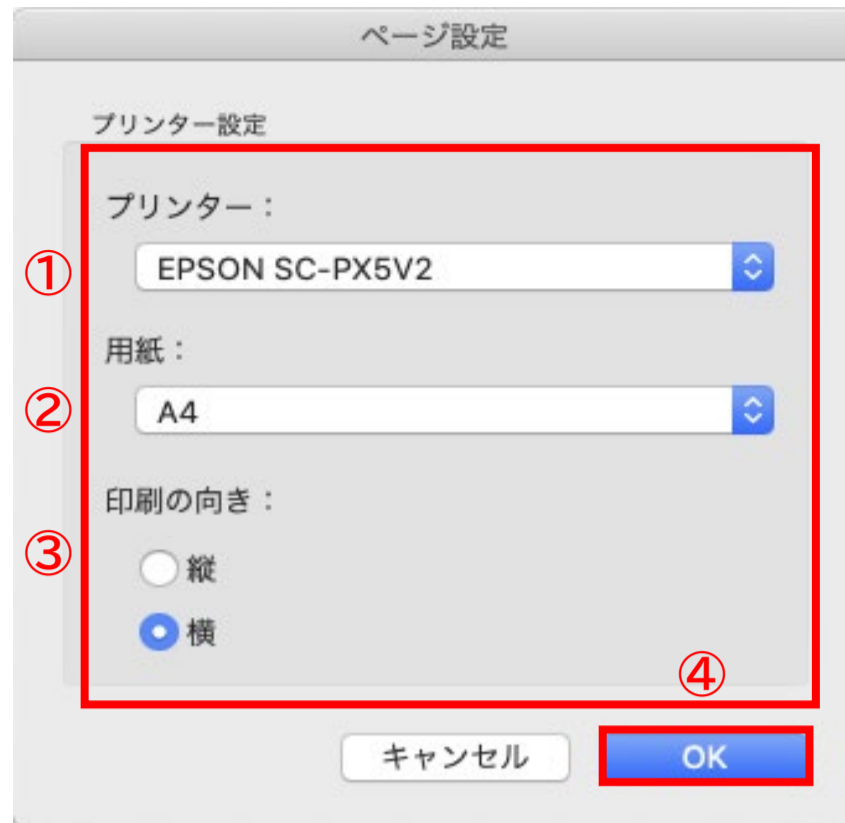 ページ設定
プリンター設定
プリンター：
① EPSON SC-PX5V2
用紙：
② A4
印刷の向き：
③ 縦
横
④
キャンセル OK